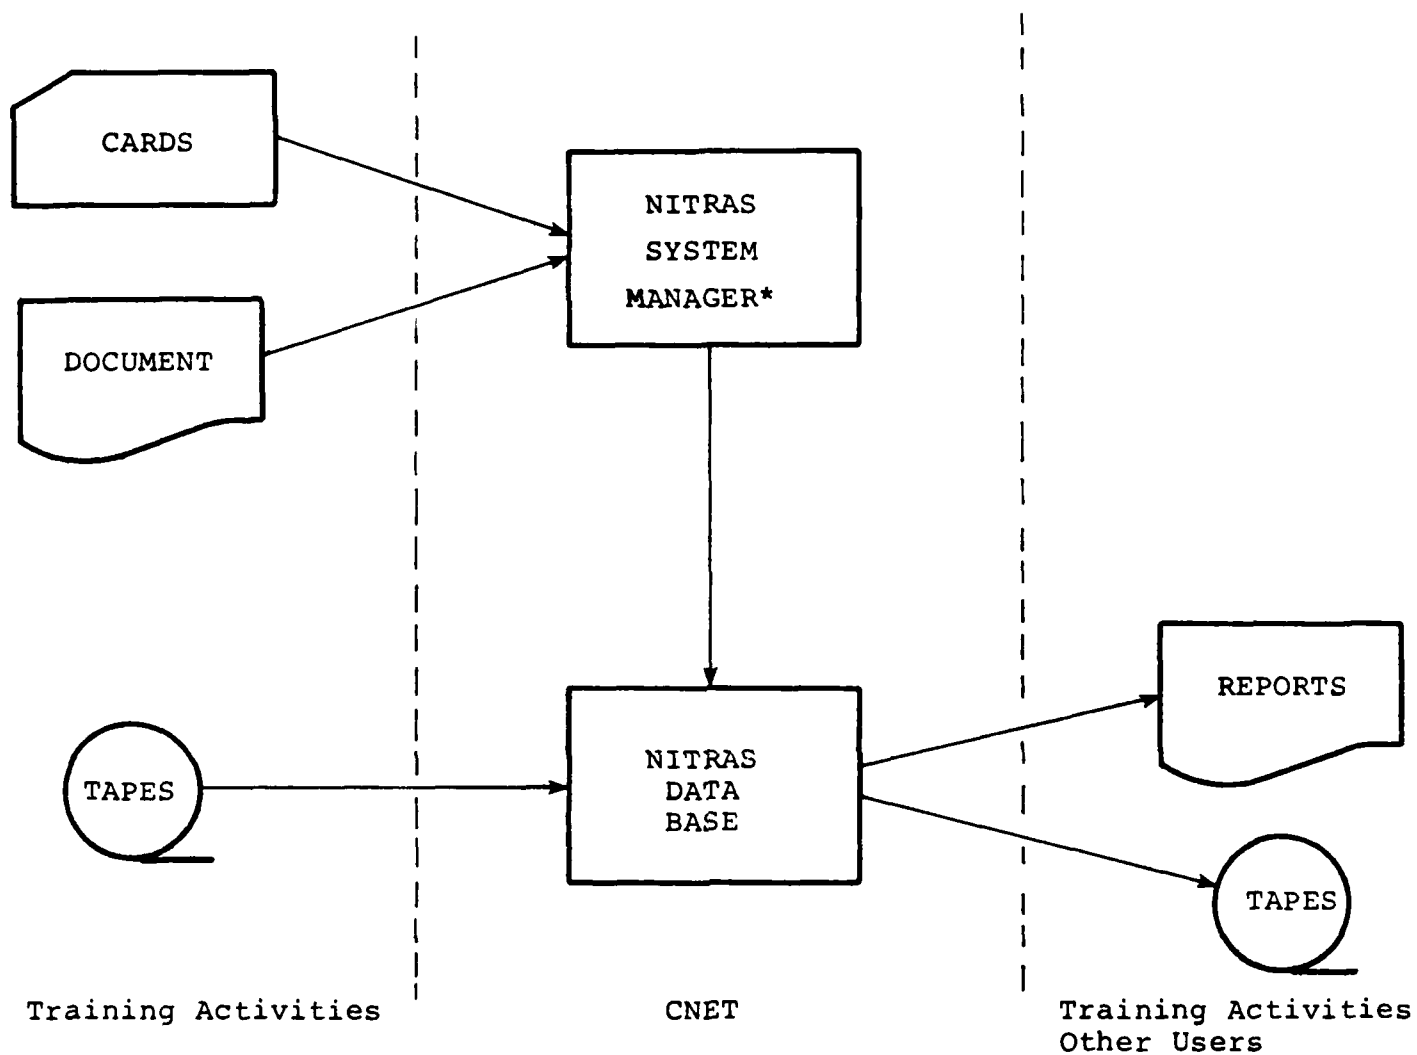 CARDS
NITRAS
SYSTEM
MANAGER*
DOCUMENT
REPORTS
TAPES
NITRAS
DATA
BASE
TAPES
Training Activities
CNET
Training Activities
Other Users